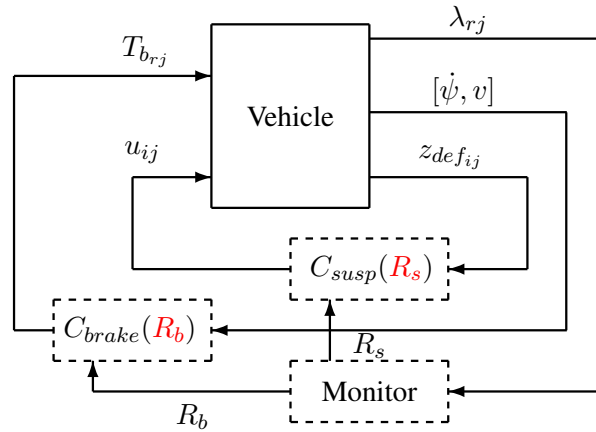 λ_{rj}
T_{b_{rj}}
[ψ̇, v]
Vehicle
u_{ij}
z_{def_{ij}}
C_{susp}(R_s)
C_{brake}(R_b)
R_s
Monitor
R_b